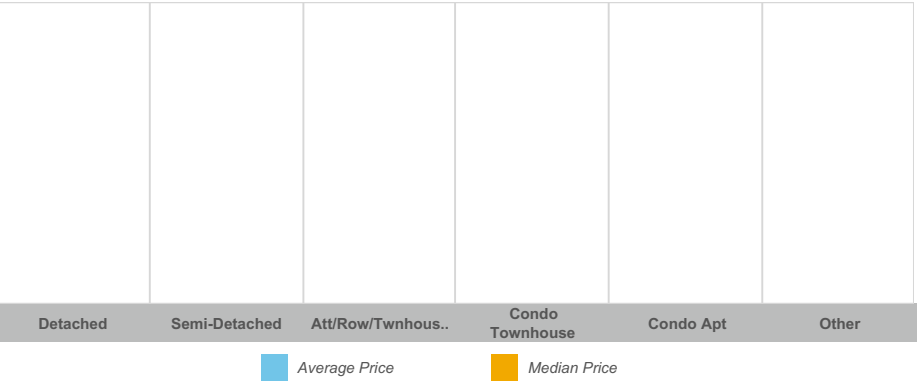 Detached
Semi-Detached
Att/Row/Twnhous..
Condo
Townhouse
Condo Apt
Other
Average Price
Median Price